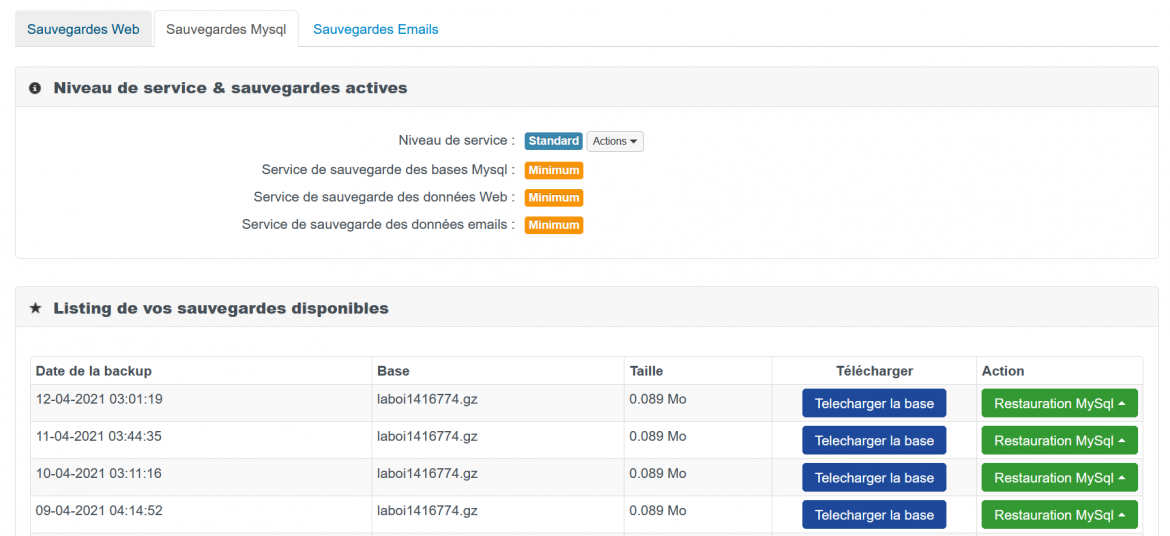 Sauvegardes Web Sauvegardes Mysql Sauvegardes Emails
Niveau de service & sauvegardes actives
Niveau de service : Standard Actions
Service de sauvegarde des bases Mysql : Minimum
Service de sauvegarde des données Web : Minimum
Service de sauvegarde des données emails : Minimum
Listing de vos sauvegardes disponibles
Date de la backup Base Taille Télécharger Action
12-04-2021 03:01:19 laboi1416774.gz 0.089 Mo Telecharger la base Restauration MySql
11-04-2021 03:44:35 laboi1416774.gz 0.089 Mo Telecharger la base Restauration MySql
10-04-2021 03:11:16 laboi1416774.gz 0.089 Mo Telecharger la base Restauration MySql
09-04-2021 04:14:52 laboi1416774.gz 0.089 Mo Telecharger la base Restauration MySql